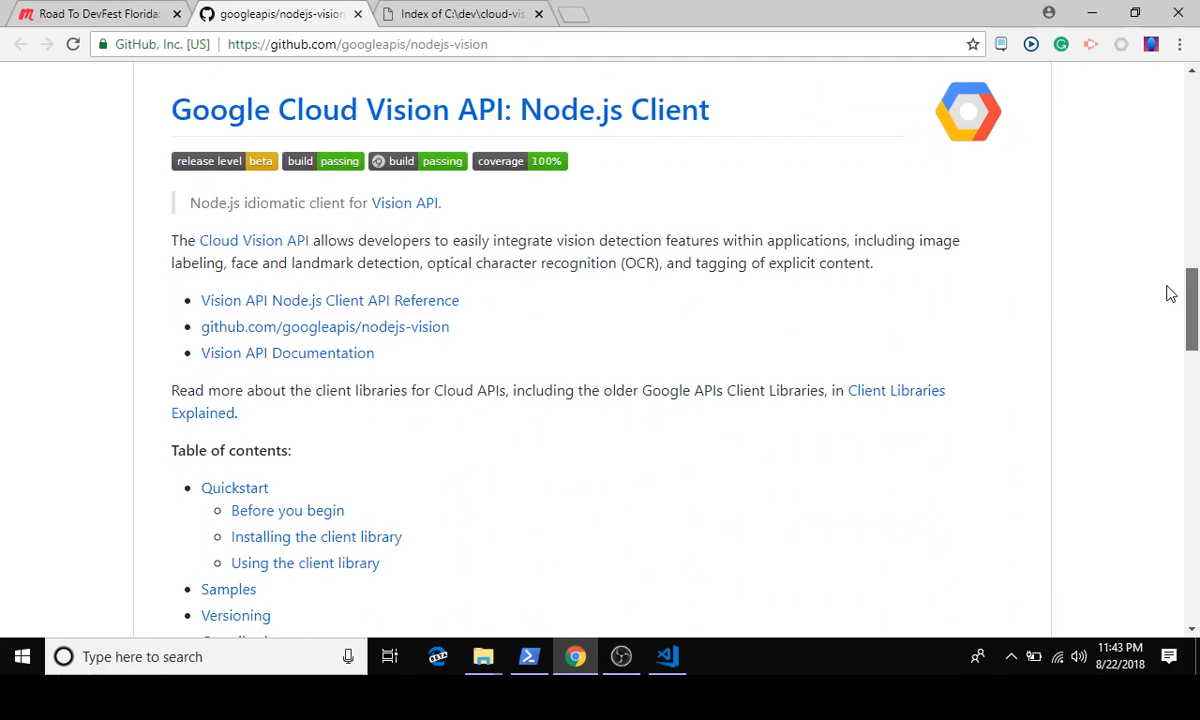 Road To DevFest Florida:
googleapis/nodejs-vision
Index of C:\dev\cloud-vis
GitHub, Inc. [US] https://github.com/googleapis/nodejs-vision
Google Cloud Vision API: Node.js Client
release level beta build passing build passing coverage 100%
Node.js idiomatic client for Vision API.
The Cloud Vision API allows developers to easily integrate vision detection features within applications, including image
labeling, face and landmark detection, optical character recognition (OCR), and tagging of explicit content.
• Vision API Node.js Client API Reference
• github.com/googleapis/nodejs-vision
• Vision API Documentation
Read more about the client libraries for Cloud APIs, including the older Google APIs Client Libraries, in Client Libraries
Explained.
Table of contents:
• Quickstart
◦ Before you begin
◦ Installing the client library
◦ Using the client library
• Samples
• Versioning
Type here to search
11:43 PM
8/22/2018